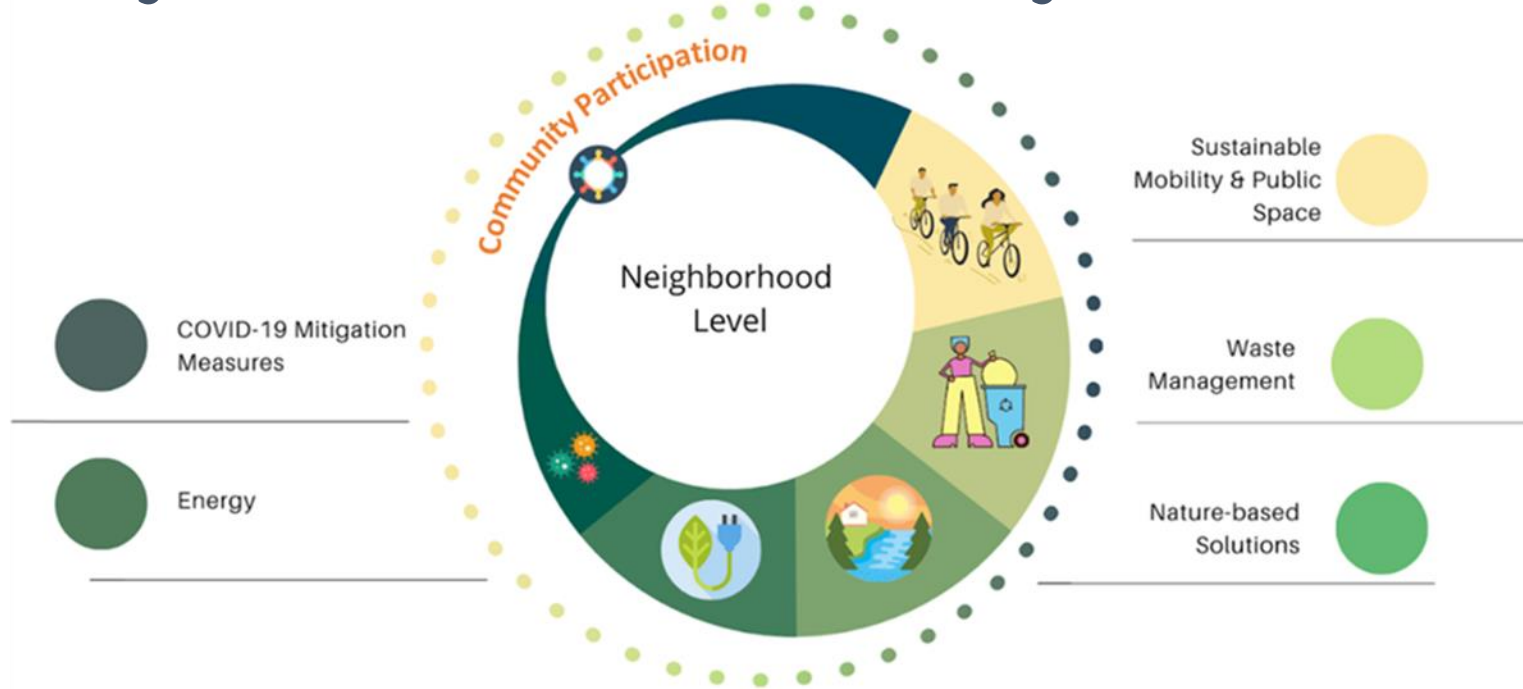 Community Participation
Neighborhood
Level
COVID-19 Mitigation
Measures
Energy
Sustainable
Mobility & Public
Space
Waste
Management
Nature-based
Solutions